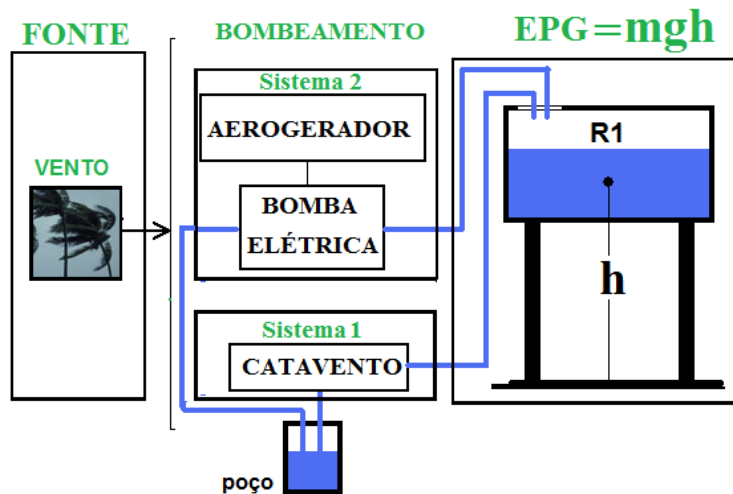 FONTE
VENTO
BOMBEAMENTO
Sistema 2
AEROGERADOR
BOMBA
ELÉTRICA
Sistema 1
CATAVENTO
poço
EPG=mgh
R1
h